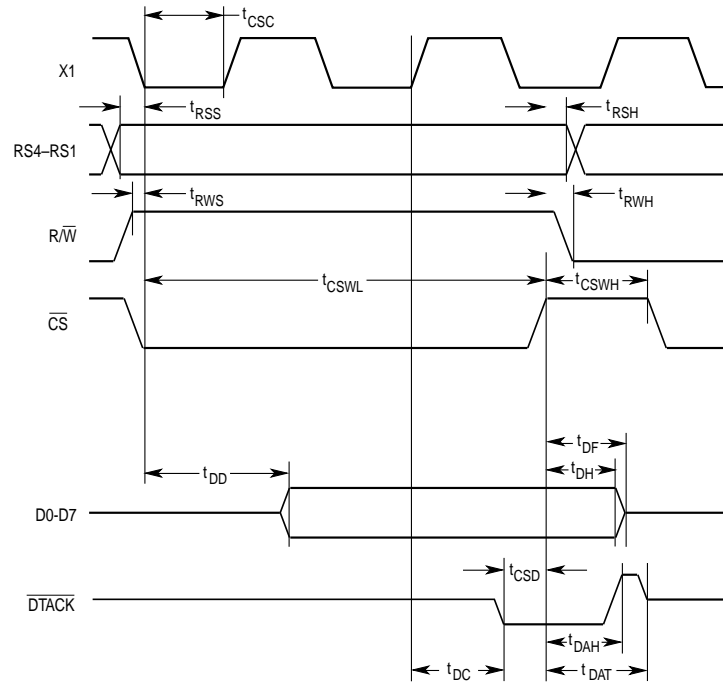 tCSC
X1
tRSS
tRSH
RS4–RS1
tRWS
tRWH
R/W̅
tCSWL
tCSWH
C̅S̅
tDF
tDD
tDH
D0-D7
tCSD
D̅T̅A̅C̅K̅
tDAH
tDC
tDAT